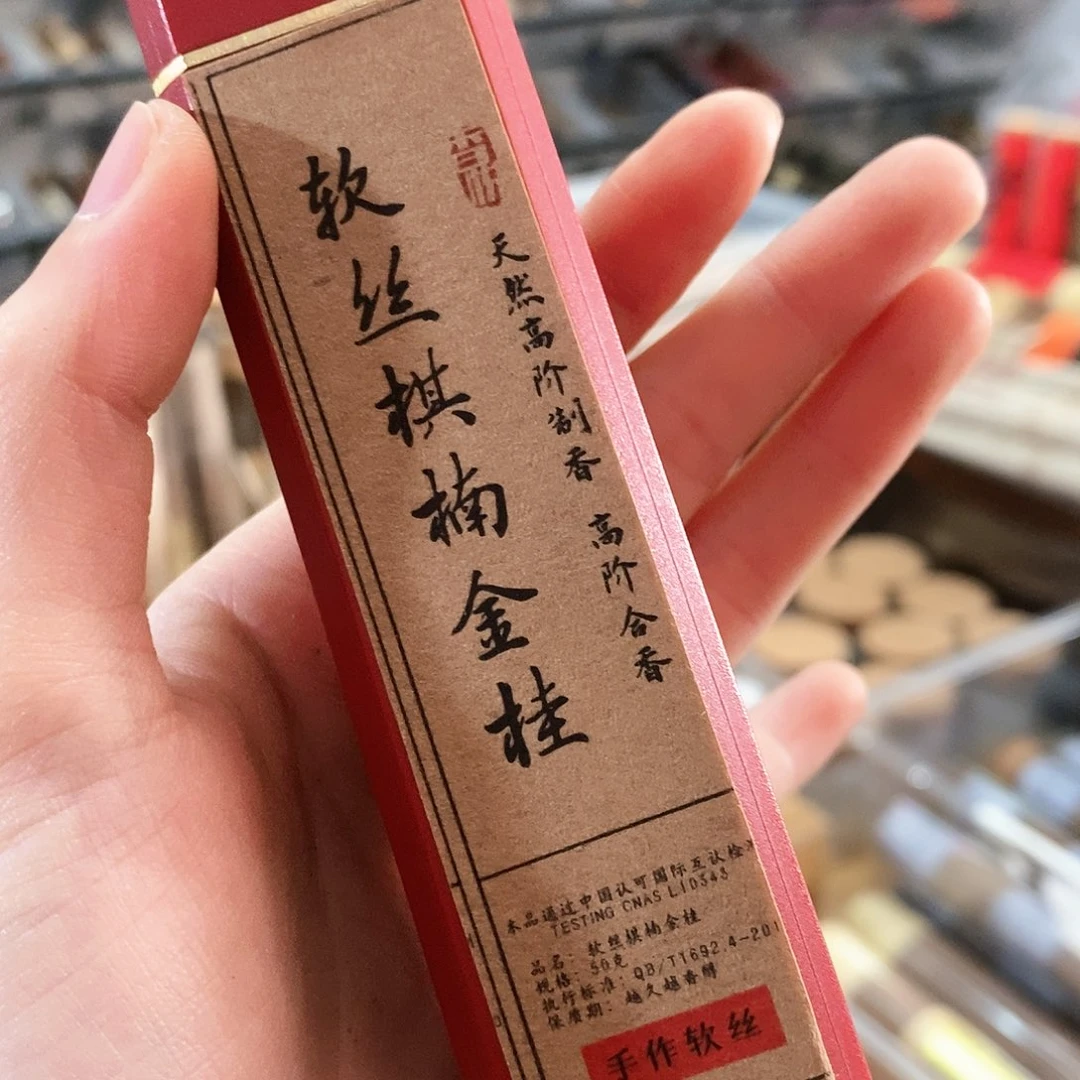 软丝棋楠金桂
天然高阶制香 高阶合香
本品通过中国认可国际互认检
TESTING CNAS L10343
品名：软丝棋楠金桂
规格：50克
执行标准：QB/T1692.4-201
保质期：越久越香醇
手作软丝